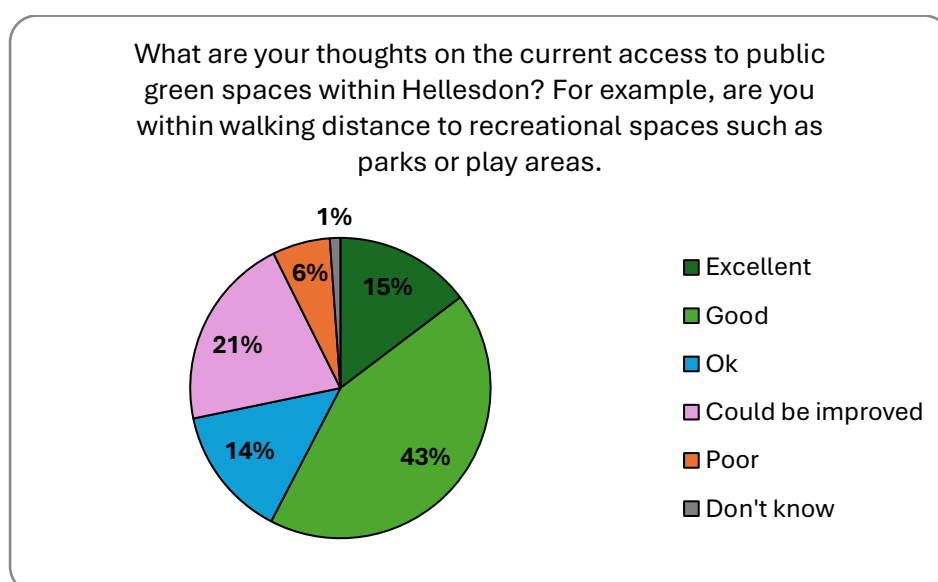 What are your thoughts on the current access to public
green spaces within Hellesdon? For example, are you
within walking distance to recreational spaces such as
parks or play areas.
1%
6%
15%
21%
14%
43%
Excellent
Good
Ok
Could be improved
Poor
Don't know